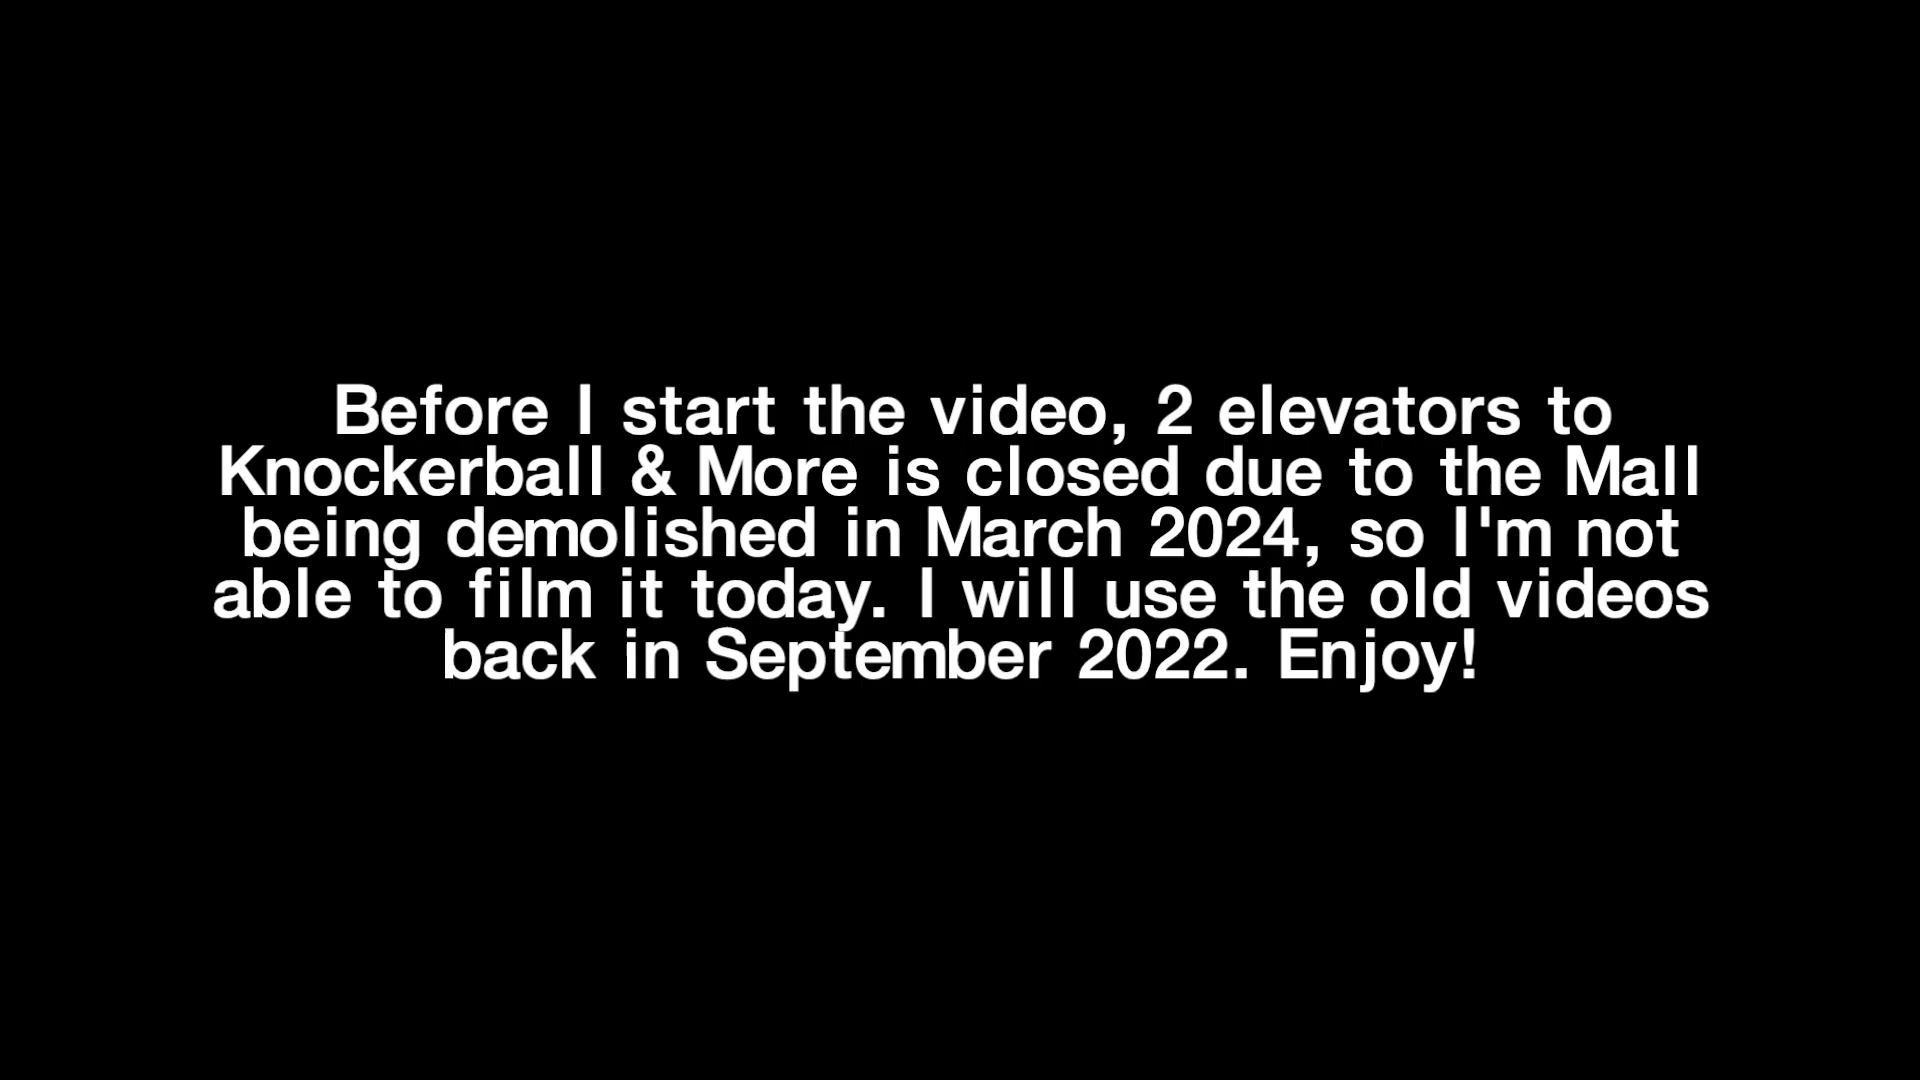 Before I start the video, 2 elevators to
Knockerball & More is closed due to the Mall
being demolished in March 2024, so I'm not
able to film it today. I will use the old videos
back in September 2022. Enjoy!